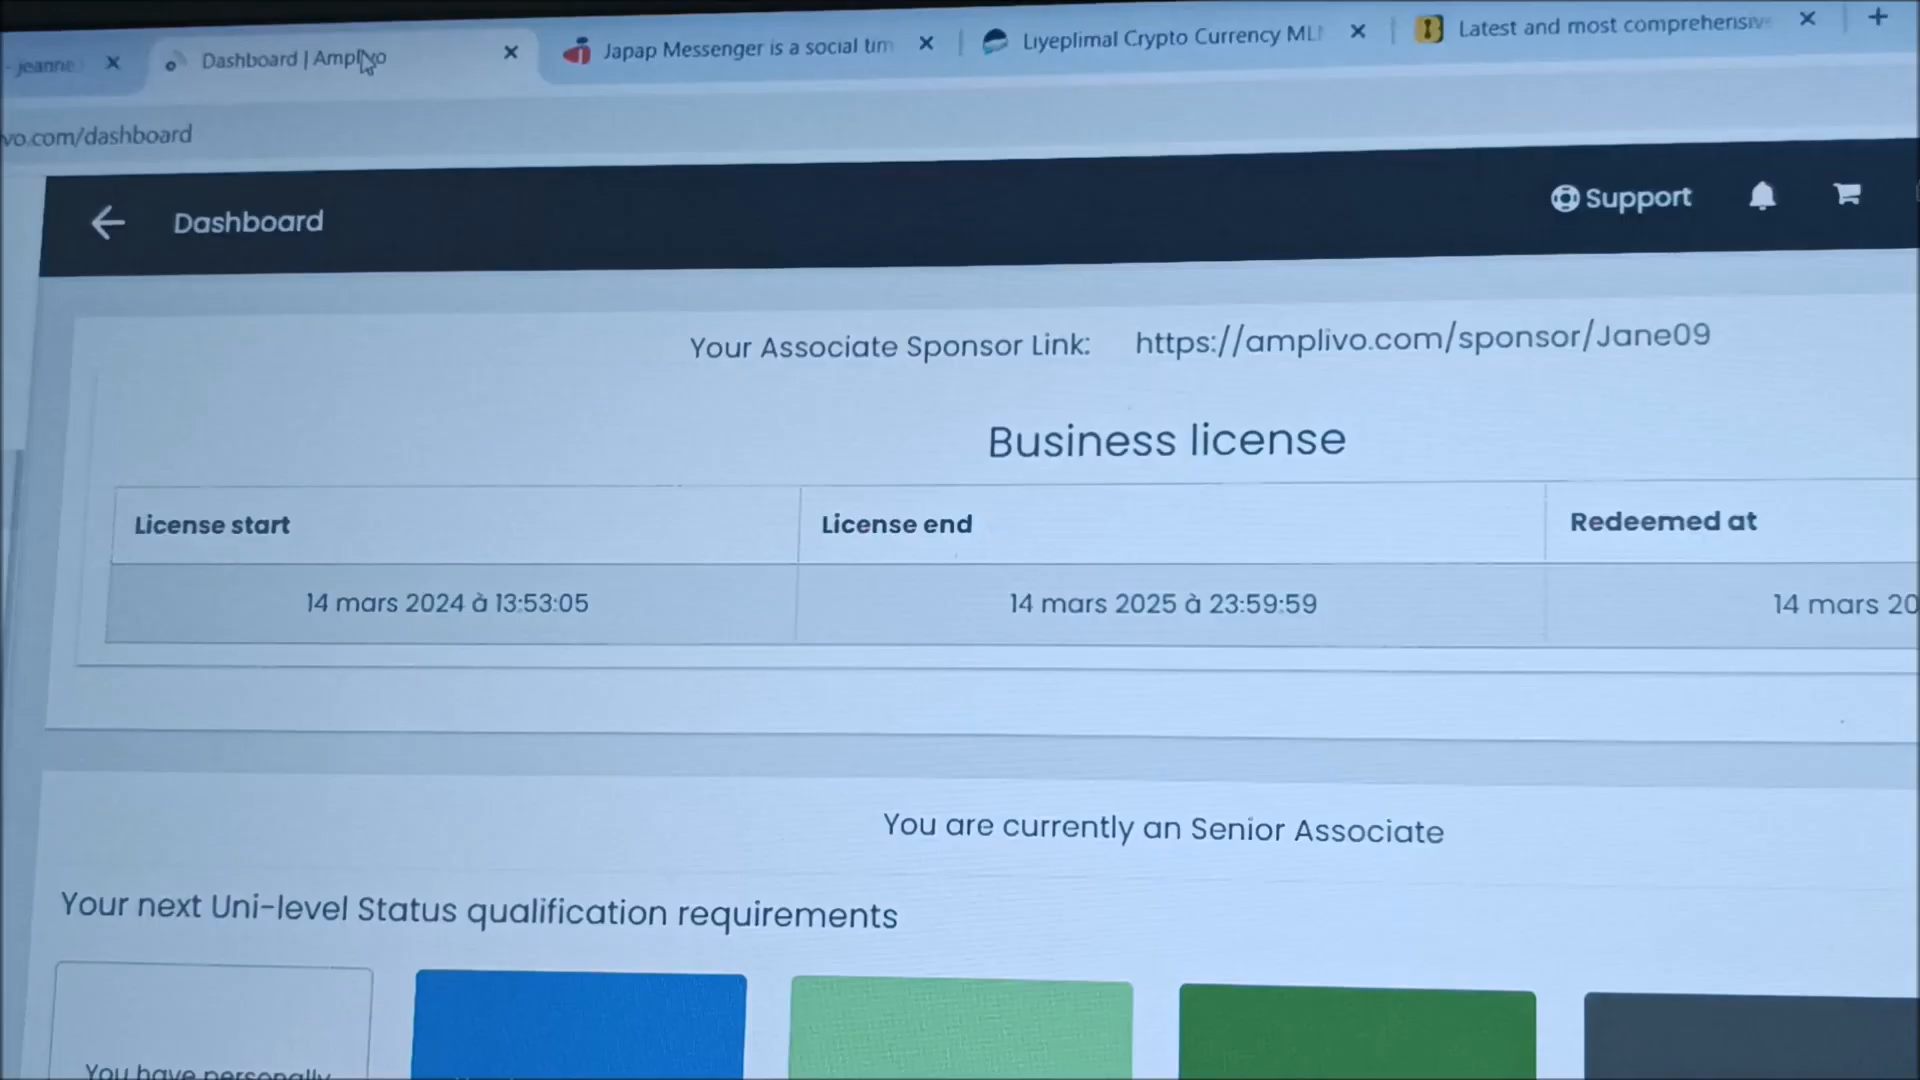 - jeanne
Dashboard | Amplivo
Japap Messenger is a social tim
Liyeplimal Crypto Currency ML
Latest and most comprehensive
vo.com/dashboard
Dashboard
Support
Your Associate Sponsor Link: https://amplivo.com/sponsor/Jane09
Business license
License start License end Redeemed at
14 mars 2024 à 13:53:05 14 mars 2025 à 23:59:59 14 mars 20
You are currently an Senior Associate
Your next Uni-level Status qualification requirements
You have personally